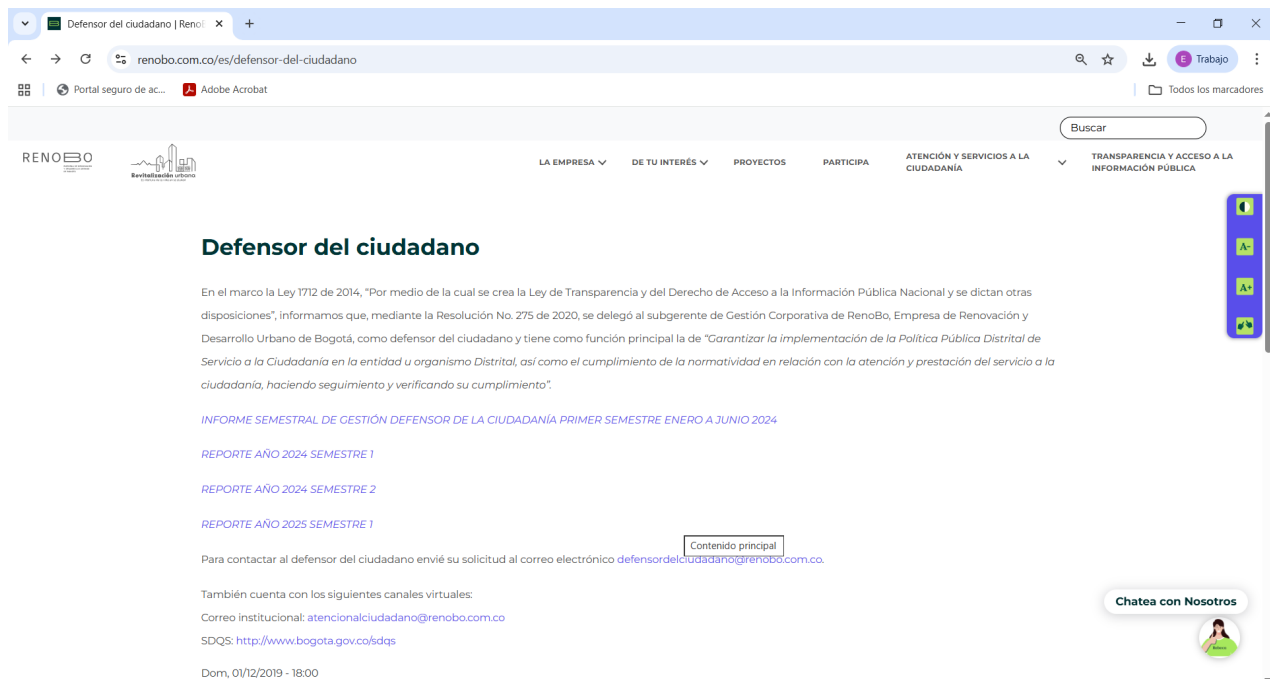 Defensor del ciudadano | Reno
renobo.com.co/es/defensor-del-ciudadano
E Trabajo
Portal seguro de ac...
Adobe Acrobat
Todos los marcadores
Buscar
RENOBO
Revitalización urbana
LA EMPRESA
DE TU INTERÉS
PROYECTOS
PARTICIPA
ATENCIÓN Y SERVICIOS A LA
CIUDADANÍA
TRANSPARENCIA Y ACCESO A LA
INFORMACIÓN PÚBLICA
A-
A+
Defensor del ciudadano
En el marco la Ley 1712 de 2014, “Por medio de la cual se crea la Ley de Transparencia y del Derecho de Acceso a la Información Pública Nacional y se dictan otras
disposiciones”, informamos que, mediante la Resolución No. 275 de 2020, se delegó al subgerente de Gestión Corporativa de RenoBo, Empresa de Renovación y
Desarrollo Urbano de Bogotá, como defensor del ciudadano y tiene como función principal la de “Garantizar la implementación de la Política Pública Distrital de
Servicio a la Ciudadanía en la entidad u organismo Distrital, así como el cumplimiento de la normatividad en relación con la atención y prestación del servicio a la
ciudadanía, haciendo seguimiento y verificando su cumplimiento”.
INFORME SEMESTRAL DE GESTIÓN DEFENSOR DE LA CIUDADANÍA PRIMER SEMESTRE ENERO A JUNIO 2024
REPORTE AÑO 2024 SEMESTRE 1
REPORTE AÑO 2024 SEMESTRE 2
REPORTE AÑO 2025 SEMESTRE 1
Contenido principal
Para contactar al defensor del ciudadano envié su solicitud al correo electrónico defensordelciudadano@renobo.com.co.
También cuenta con los siguientes canales virtuales:
Correo institucional: atencionalciudadano@renobo.com.co
SDQS: http://www.bogota.gov.co/sdqs
Dom, 01/12/2019 - 18:00
Chatea con Nosotros